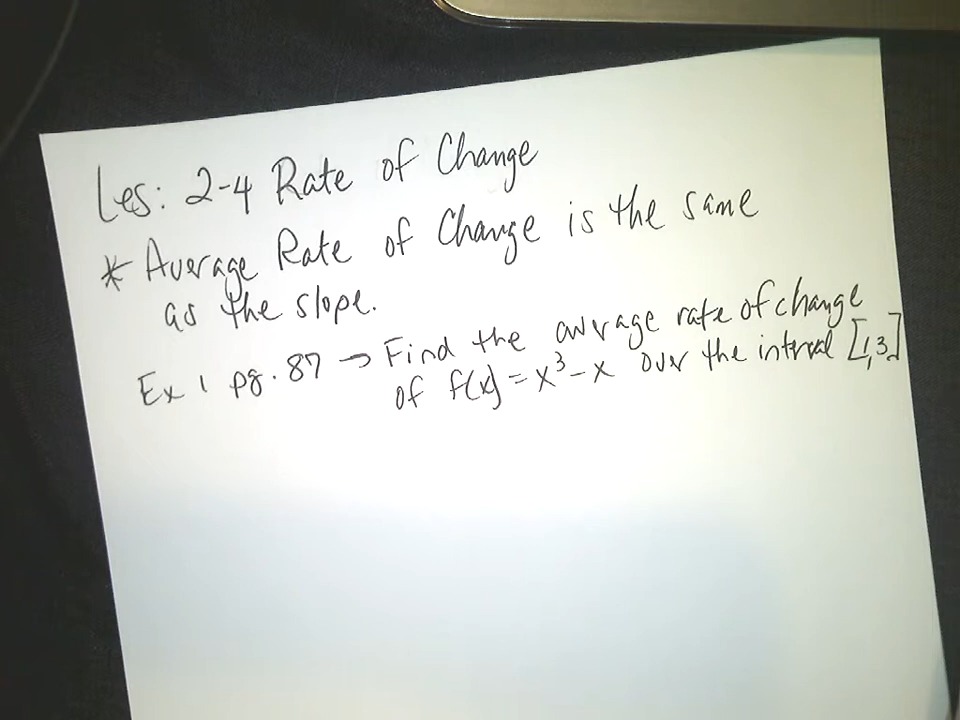 Les: 2-4 Rate of Change
* Average Rate of Change is the same
as the slope.
Ex 1 pg. 87 → Find the average rate of change
of f(x) = x³ - x over the interval [1,3]